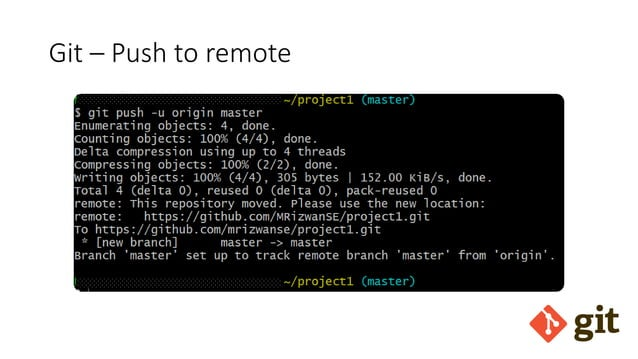 Git – Push to remote
~/project1 (master)
$ git push -u origin master
Enumerating objects: 4, done.
Counting objects: 100% (4/4), done.
Delta compression using up to 4 threads
Compressing objects: 100% (2/2), done.
Writing objects: 100% (4/4), 305 bytes | 152.00 KiB/s, done.
Total 4 (delta 0), reused 0 (delta 0), pack-reused 0
remote: This repository moved. Please use the new location:
remote:   https://github.com/MRizwanSE/project1.git
To https://github.com/mrizwanse/project1.git
 * [new branch]      master -> master
Branch 'master' set up to track remote branch 'master' from 'origin'.
~/project1 (master)
git